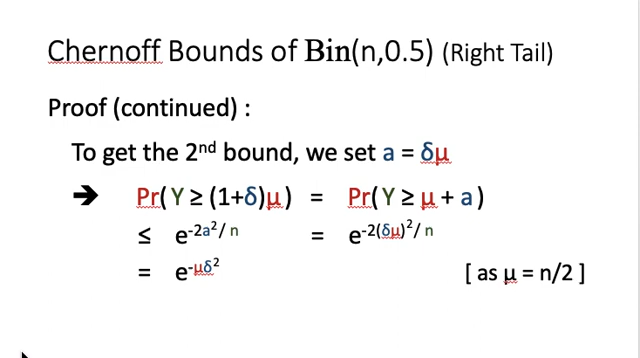 Chernoff Bounds of Bin(n,0.5) (Right Tail)
Proof (continued) :
To get the 2ⁿᵈ bound, we set a = δμ
➔ Pr( Y ≥ (1+δ)μ ) = Pr( Y ≥ μ + a )
≤ e^(-2a²/ n) = e^(-2(δμ)²/ n)
= e^(-μδ²) [ as μ = n/2 ]